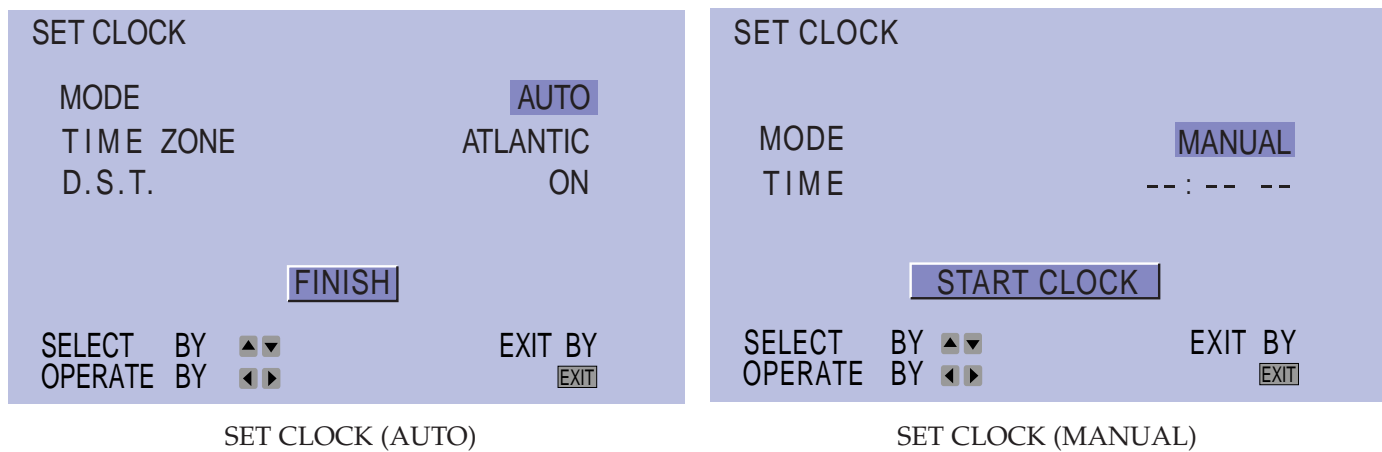 SET CLOCK
MODE AUTO
TIME ZONE ATLANTIC
D.S.T. ON
FINISH
SELECT BY ▲▼ EXIT BY
OPERATE BY ◀▶ EXIT
SET CLOCK (AUTO)
SET CLOCK
MODE MANUAL
TIME --:-- --
START CLOCK
SELECT BY ▲▼ EXIT BY
OPERATE BY ◀▶ EXIT
SET CLOCK (MANUAL)